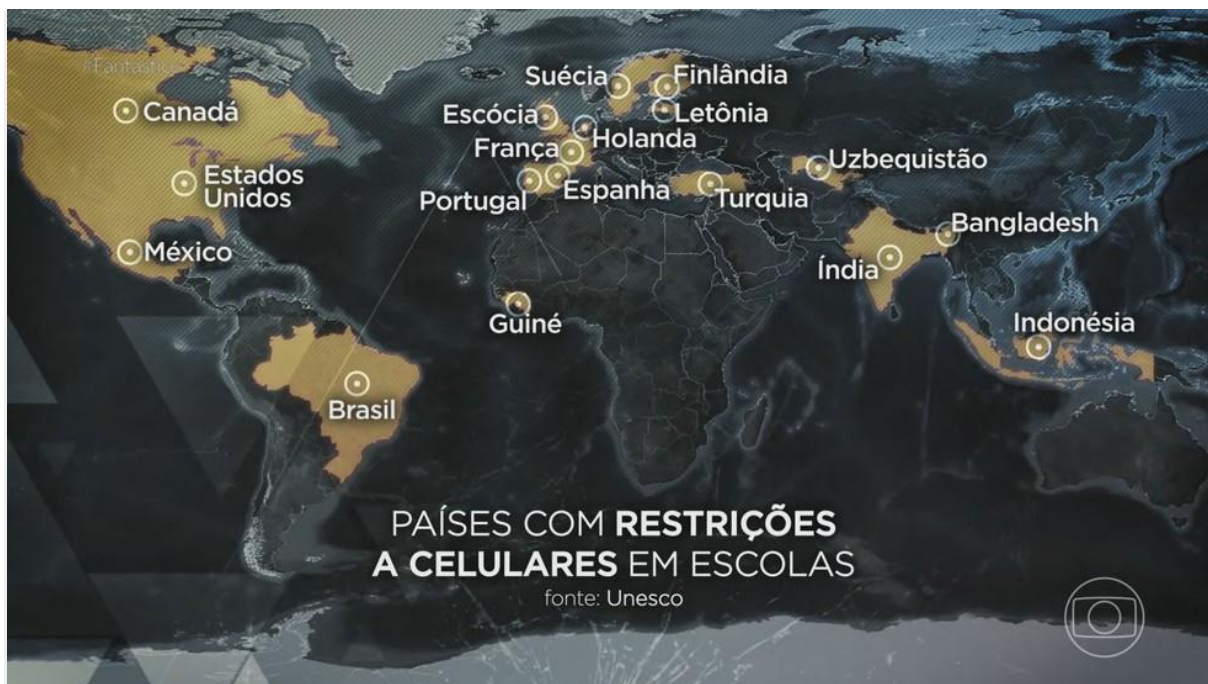 #Fantástico
Canadá
Estados
Unidos
México
Brasil
Suécia
Finlândia
Escócia
Letônia
Holanda
França
Portugal
Espanha
Turquia
Uzbequistão
Bangladesh
Índia
Guiné
Indonésia
PAÍSES COM RESTRIÇÕES
A CELULARES EM ESCOLAS
fonte: Unesco